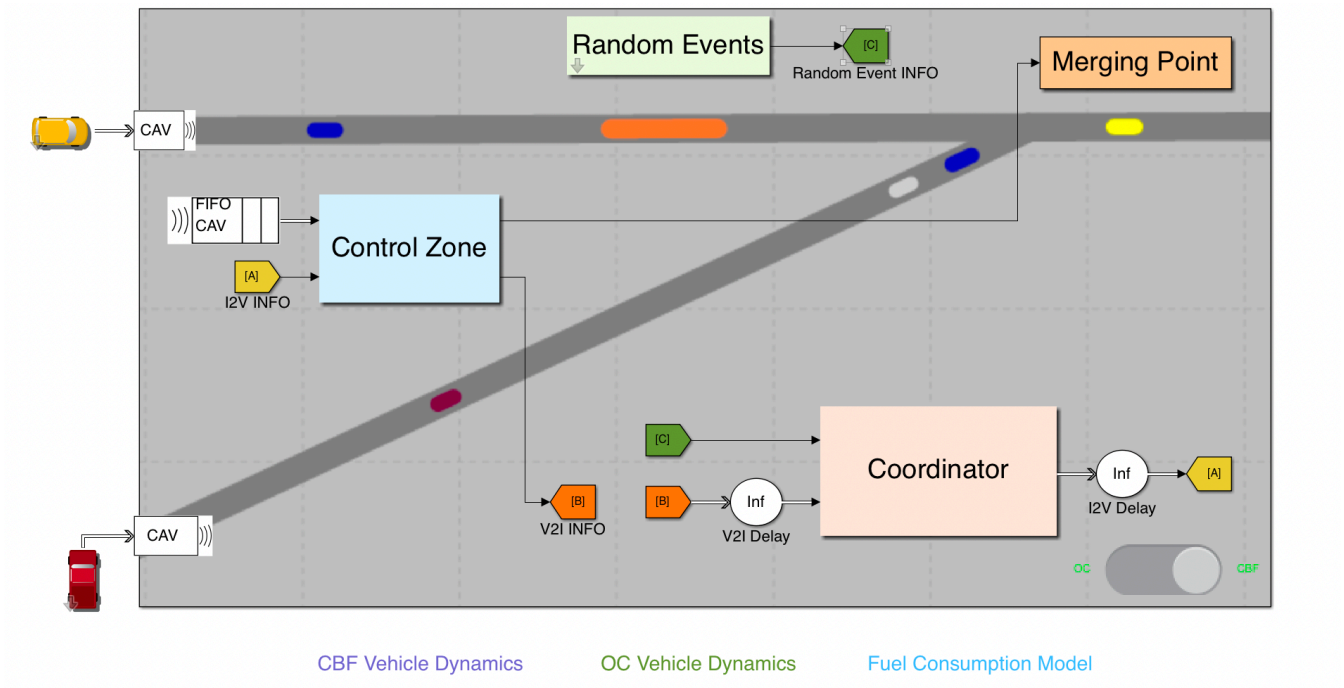 Random Events
[C]
Random Event INFO
Merging Point
CAV
FIFO
CAV
Control Zone
[A]
I2V INFO
[C]
Coordinator
[B]
V2I INFO
[B]
Inf
V2I Delay
Inf
I2V Delay
[A]
CAV
OC
CBF
CBF Vehicle Dynamics
OC Vehicle Dynamics
Fuel Consumption Model